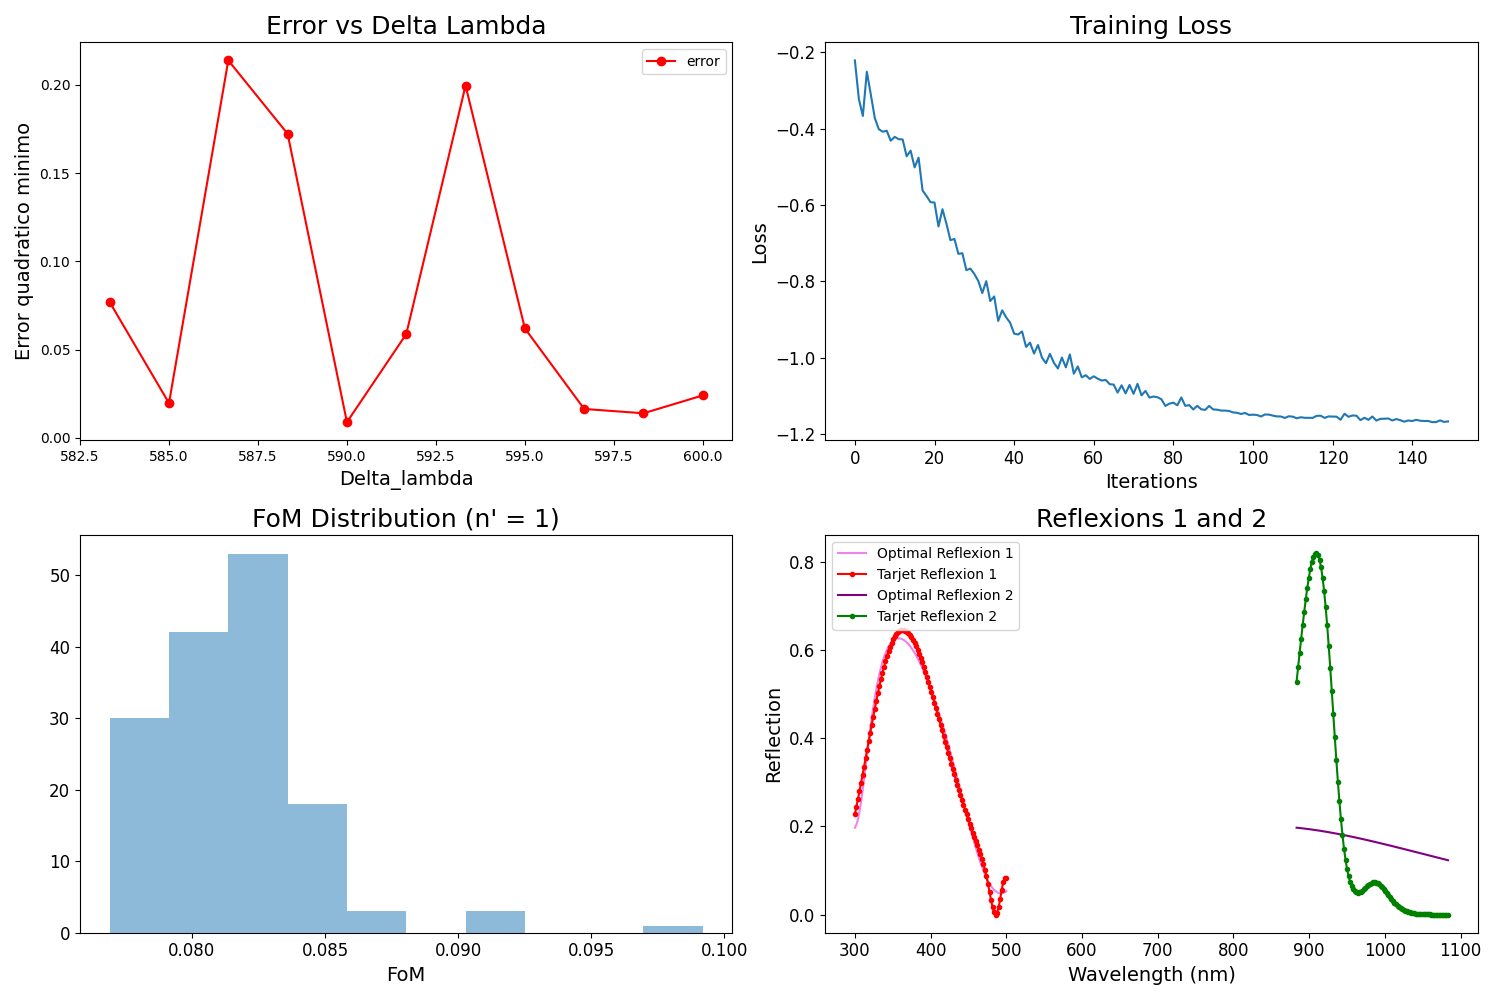 Error vs Delta Lambda
error
Error quadratico minimo
0.20
0.15
0.10
0.05
0.00
582.5 585.0 587.5 590.0 592.5 595.0 597.5 600.0
Delta_lambda
Training Loss
Loss
−0.2
−0.4
−0.6
−0.8
−1.0
−1.2
0 20 40 60 80 100 120 140
Iterations
FoM Distribution (n' = 1)
50
40
30
20
10
0
0.080 0.085 0.090 0.095 0.100
FoM
Reflexions 1 and 2
Optimal Reflexion 1
Tarjet Reflexion 1
Optimal Reflexion 2
Tarjet Reflexion 2
Reflection
0.8
0.6
0.4
0.2
0.0
300 400 500 600 700 800 900 1000 1100
Wavelength (nm)